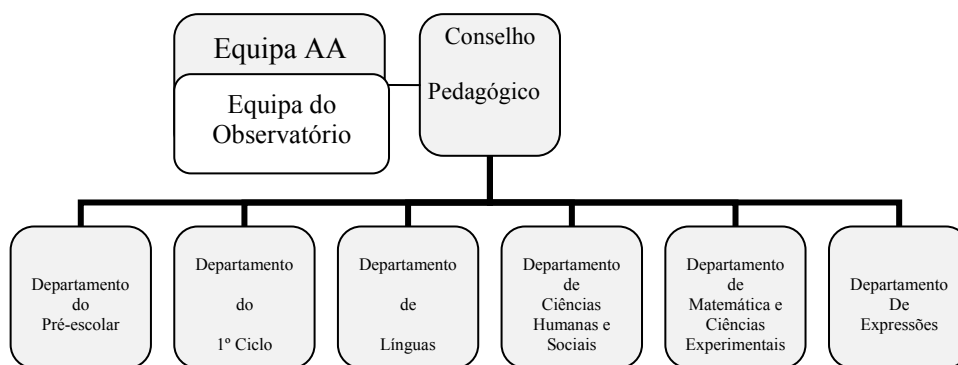 Equipa AA
Equipa do
Observatório
Conselho
Pedagógico
Departamento
do
Pré-escolar
Departamento
do
1º Ciclo
Departamento
de
Línguas
Departamento
de
Ciências
Humanas e
Sociais
Departamento
de
Matemática e
Ciências
Experimentais
Departamento
De
Expressões